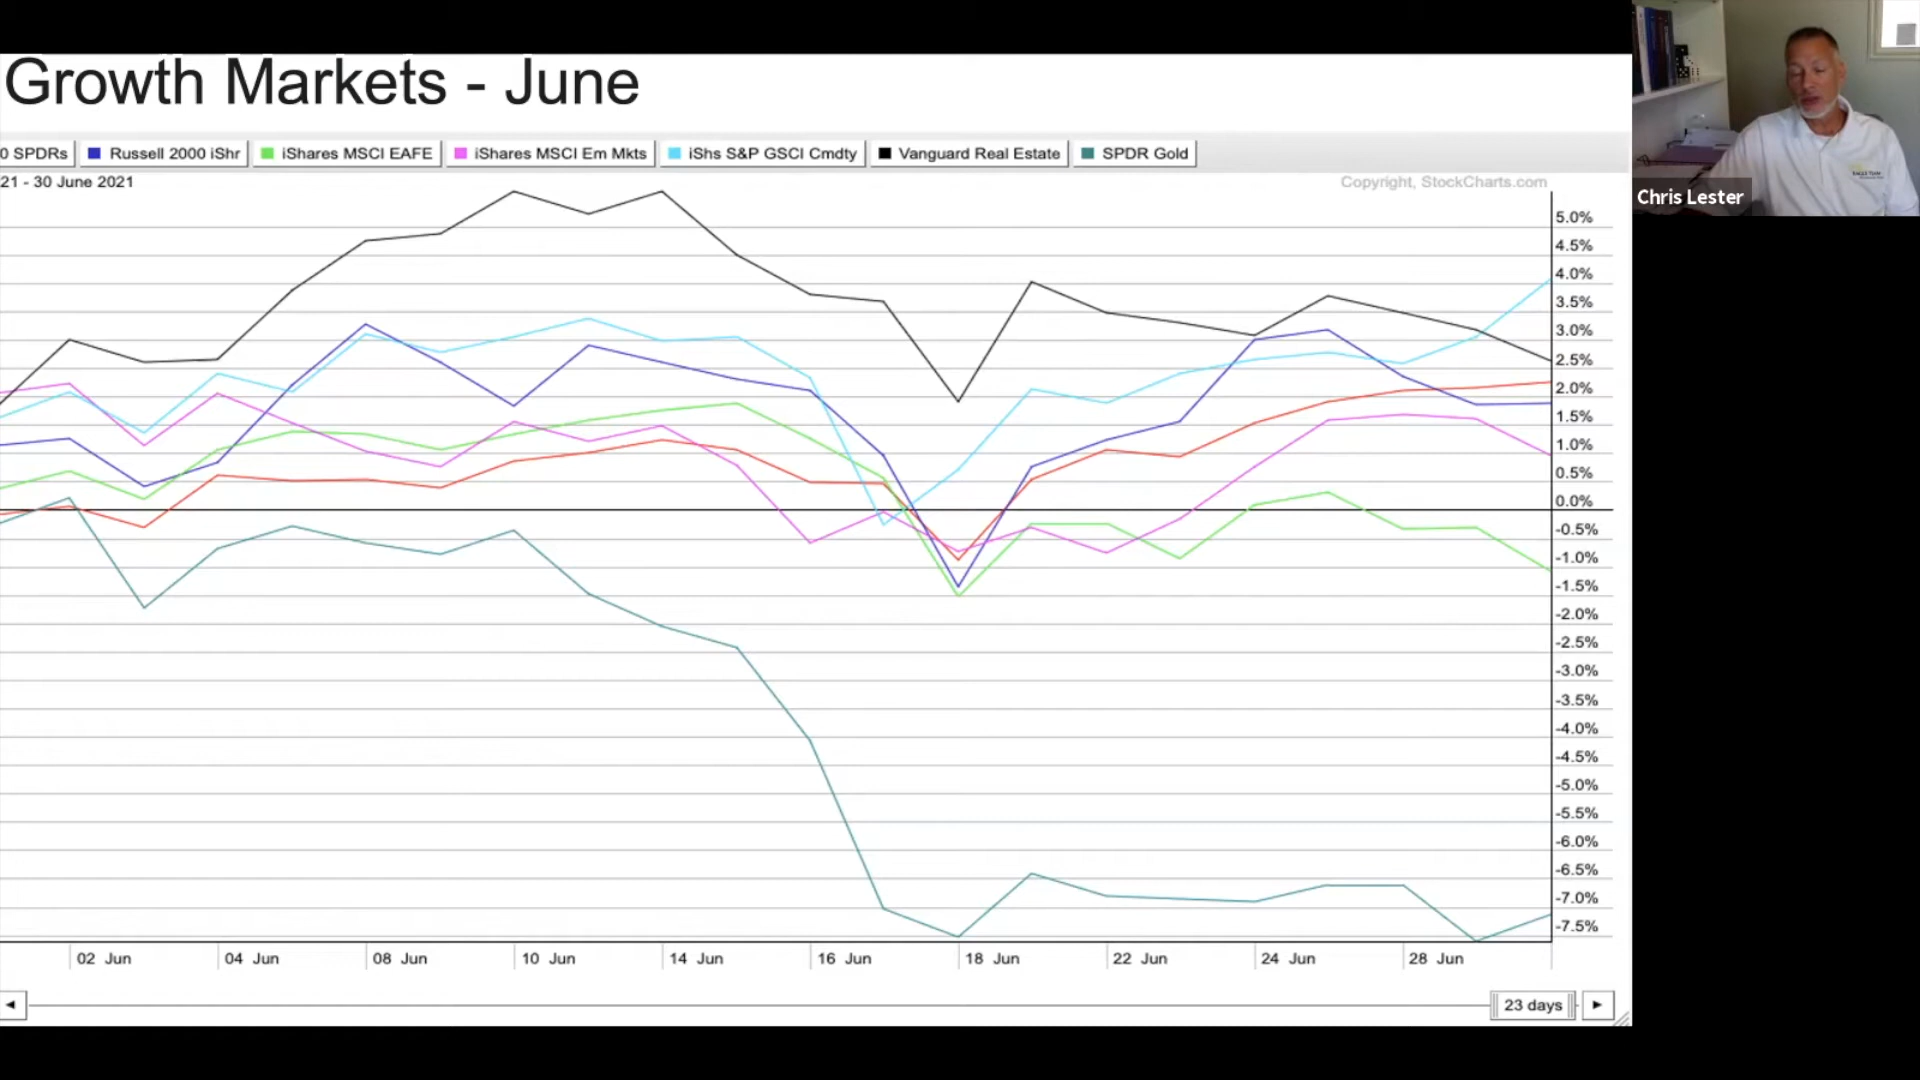 Growth Markets - June
0 SPDRs
Russell 2000 iShr
iShares MSCI EAFE
iShares MSCI Em Mkts
iShs S&P GSCI Cmdty
Vanguard Real Estate
SPDR Gold
21 - 30 June 2021
Copyright, StockCharts.com
5.0%
4.5%
4.0%
3.5%
3.0%
2.5%
2.0%
1.5%
1.0%
0.5%
0.0%
-0.5%
-1.0%
-1.5%
-2.0%
-2.5%
-3.0%
-3.5%
-4.0%
-4.5%
-5.0%
-5.5%
-6.0%
-6.5%
-7.0%
-7.5%
02 Jun
04 Jun
08 Jun
10 Jun
14 Jun
16 Jun
18 Jun
22 Jun
24 Jun
28 Jun
23 days
Chris Lester